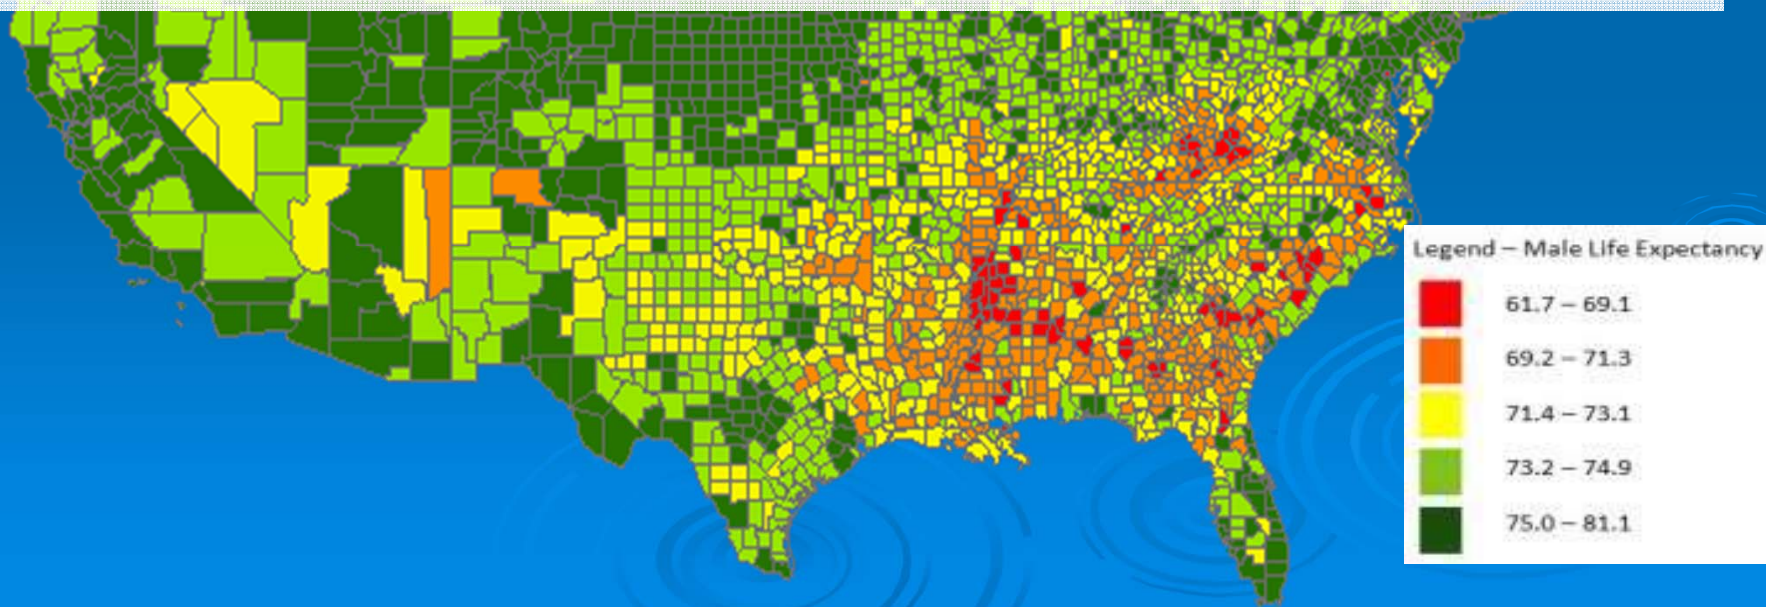 Legend – Male Life Expectancy
61.7 – 69.1
69.2 – 71.3
71.4 – 73.1
73.2 – 74.9
75.0 – 81.1